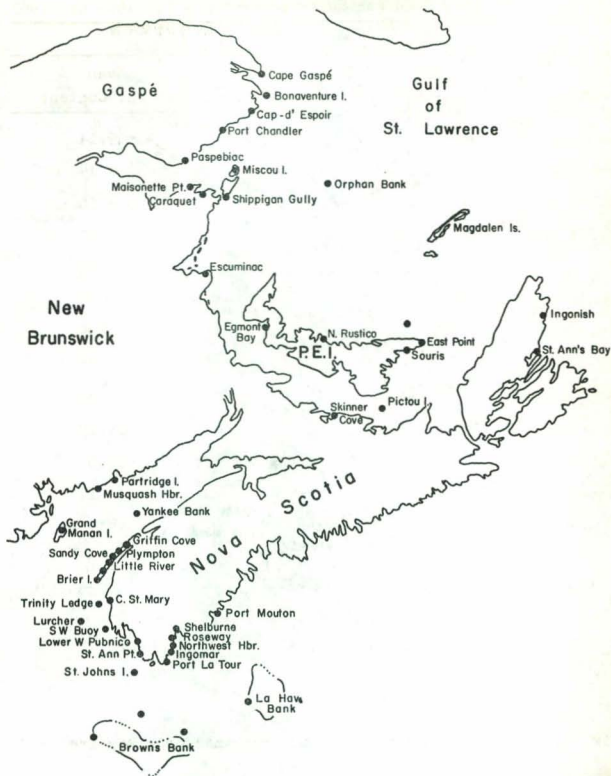 Gaspé
Cape Gaspé
Bonaventure I.
Cap-d'Espoir
Port Chandler
Gulf
of
St. Lawrence
Paspebiac
Miscou I.
Maisonette Pt.
Caraquet
Shippigan Gully
Orphan Bank
Magdalen Is.
Escuminac
New
Brunswick
Egmont
Bay
N. Rustico
P.E.I.
East Point
Souris
Ingonish
St. Ann's Bay
Skinner
Cove
Pictou I.
Partridge I.
Musquash Hbr.
Grand
Manan I.
Yankee Bank
Nova Scotia
Griffin Cove
Sandy Cove
Plympton
Little River
Brier I.
Trinity Ledge
C. St. Mary
Lurcher
SW Buoy
Lower W Pubnico
St. Ann Pt.
St. Johns I.
Port Mouton
Shelburne
Roseway
Northwest Hbr.
Ingomar
Port La Tour
La Hav
Bank
Browns Bank